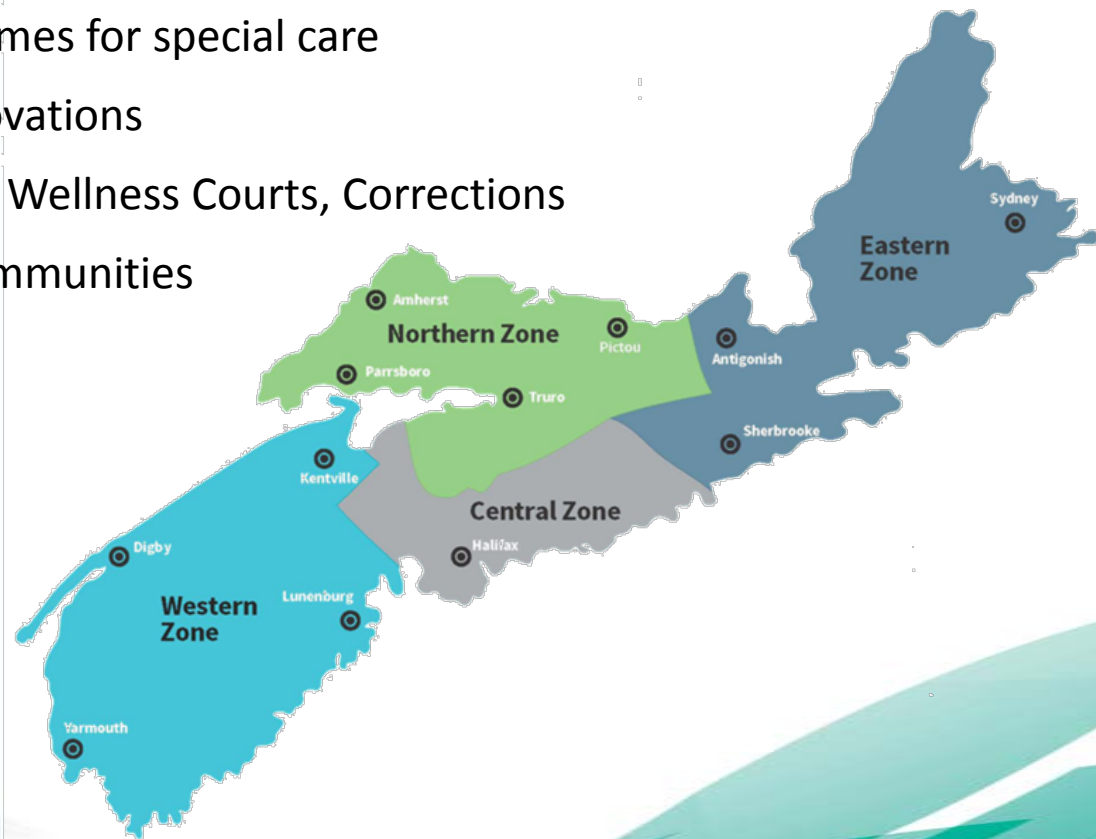 mes for special care
ovations
Wellness Courts, Corrections
mmunities
Sydney
Eastern
Zone
Amherst
Northern Zone
Pictou
Antigonish
Parrsboro
Truro
Sherbrooke
Kentville
Central Zone
Halifax
Digby
Lunenburg
Western
Zone
Yarmouth